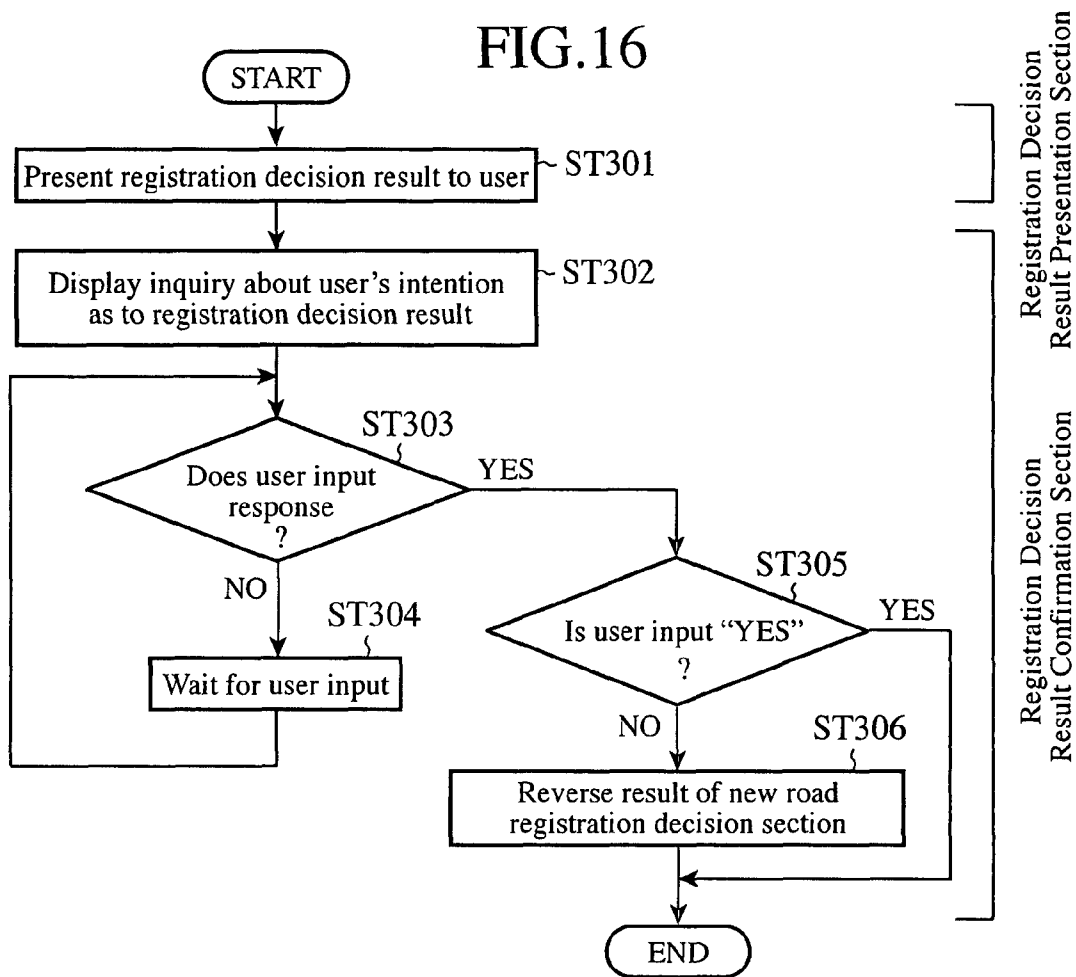 FIG.16
START
Present registration decision result to user
ST301
Display inquiry about user's intention
as to registration decision result
ST302
ST303
Does user input
response
?
YES
NO
ST304
Wait for user input
ST305
Is user input “YES”
?
YES
NO
ST306
Reverse result of new road
registration decision section
END
Registration Decision
Result Presentation Section
Registration Decision
Result Confirmation Section